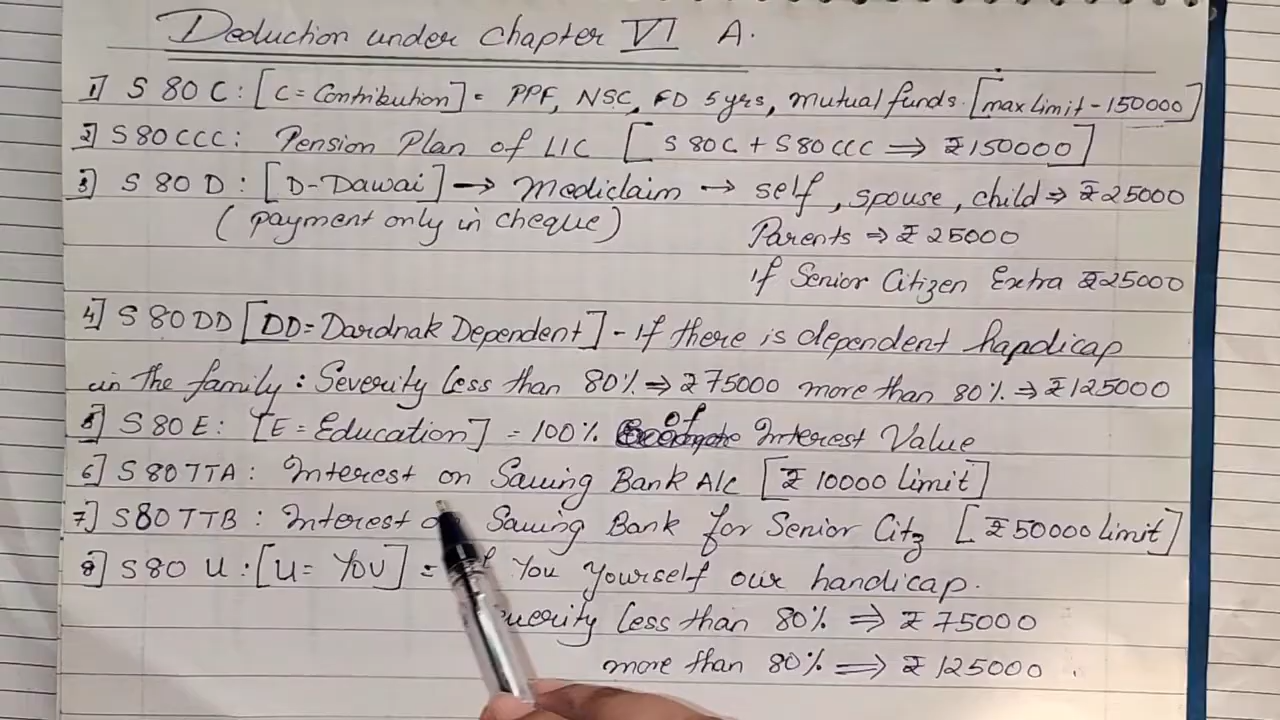 Deduction under chapter VI A.
1] S 80 C : [C = Contribution] = PPF, NSC, FD 5 yrs, mutual funds. [max Limit - 150000]
2] S 80 CCC : Pension Plan of LIC [S 80C + S 80CCC ⇒ ₹150000]
3] S 80 D : [D-Dawai] → Mediclaim → self, spouse, child ⇒ ₹25000
(payment only in cheque) Parents ⇒ ₹25000
If Senior Citizen Extra ₹25000
4] S 80 DD [DD = Dardnak Dependent] - If there is dependent handicap
in the family : Severity less than 80% ⇒ ₹75000 more than 80% ⇒ ₹125000
5] S 80 E : [E = Education] = 100% of Interest Value
6] S 80 TTA : Interest on Saving Bank A/c [₹10000 limit]
7] S80 TTB : Interest on Saving Bank for Senior Citz [₹50000 limit]
8] S 80 U : [U = YOU] = You Yourself our handicap.
less than 80% ⇒ ₹75000
more than 80% ⇒ ₹125000